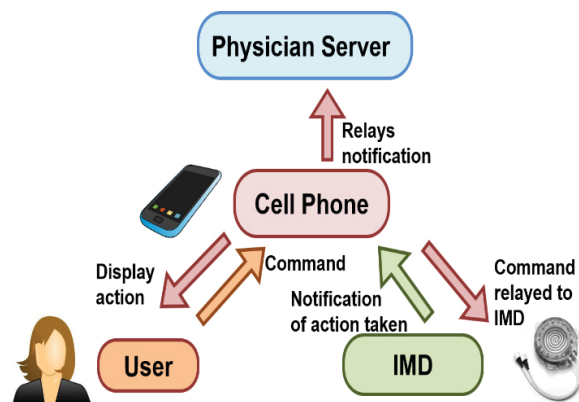 Physician Server
Relays
notification
Cell Phone
Display
action
Command
Notification
of action taken
Command
relayed to
IMD
User
IMD